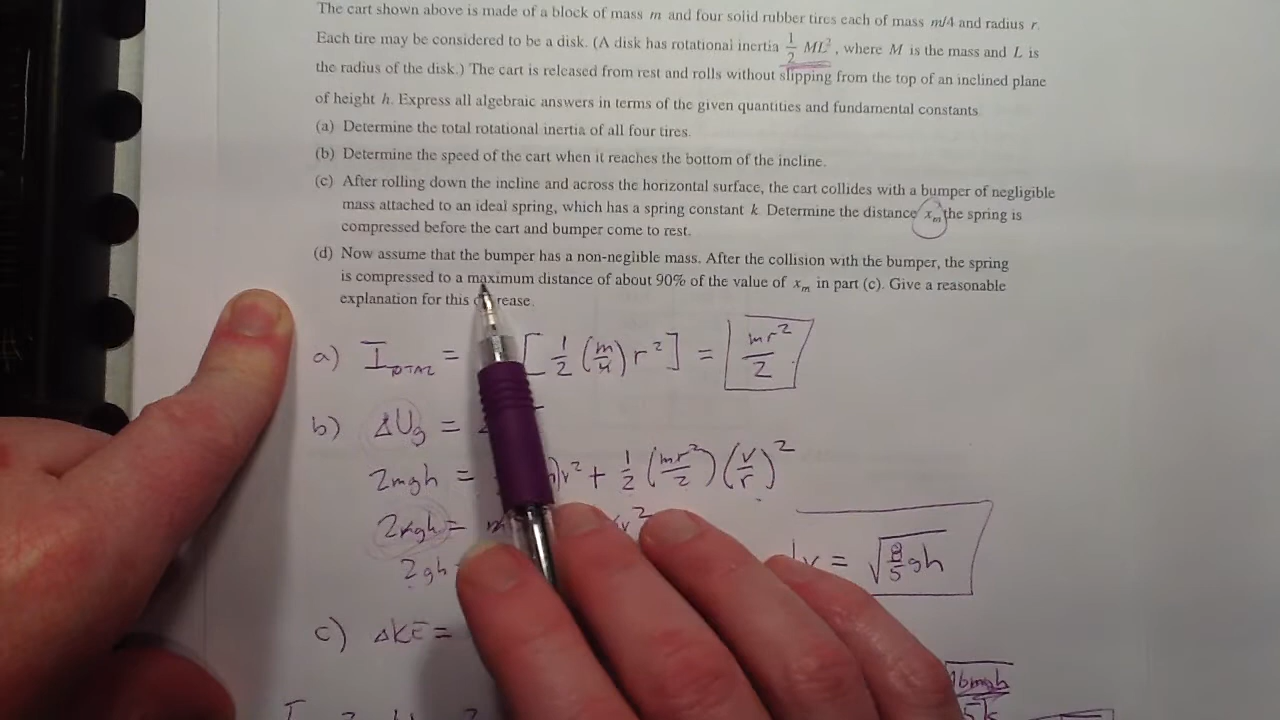 The cart shown above is made of a block of mass m and four solid rubber tires each of mass m/4 and radius r.
Each tire may be considered to be a disk. (A disk has rotational inertia 1/2 ML², where M is the mass and L is
the radius of the disk.) The cart is released from rest and rolls without slipping from the top of an inclined plane
of height h. Express all algebraic answers in terms of the given quantities and fundamental constants
(a) Determine the total rotational inertia of all four tires.
(b) Determine the speed of the cart when it reaches the bottom of the incline.
(c) After rolling down the incline and across the horizontal surface, the cart collides with a bumper of negligible
mass attached to an ideal spring, which has a spring constant k. Determine the distance xₘ the spring is
compressed before the cart and bumper come to rest.
(d) Now assume that the bumper has a non-neglible mass. After the collision with the bumper, the spring
is compressed to a maximum distance of about 90% of the value of xₘ in part (c). Give a reasonable
explanation for this rease.
a) I TOTAL = [1/2 (m/4) r²] = mr²/2
b) ΔUg =
2mgh = )v² + 1/2 (mr²/2)(v/r)²
2mgh = m v²
2gh v = √(8/5 gh)
c) ΔKE =
16mgh
5k